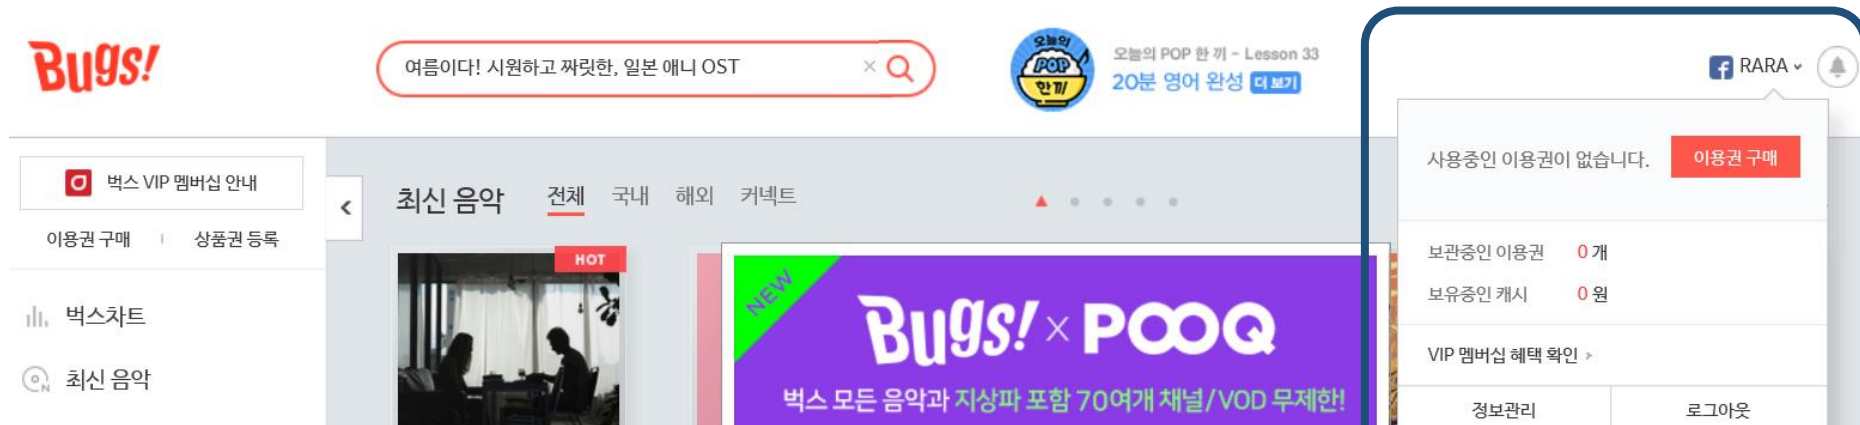 Bugs!
여름이다! 시원하고 짜릿한, 일본 애니 OST ×
오늘의
POP
한끼
오늘의 POP 한 끼 - Lesson 33
20분 영어 완성 더 보기
RARA
사용중인 이용권이 없습니다. 이용권 구매
보관중인 이용권 0 개
보유중인 캐시 0 원
VIP 멤버십 혜택 확인
정보관리 로그아웃
벅스 VIP 멤버십 안내
이용권 구매 상품권 등록
벅스차트
최신 음악
최신 음악 전체 국내 해외 커넥트
HOT
NEW
Bugs! × POOQ
벅스 모든 음악과 지상파 포함 70여개 채널/VOD 무제한!